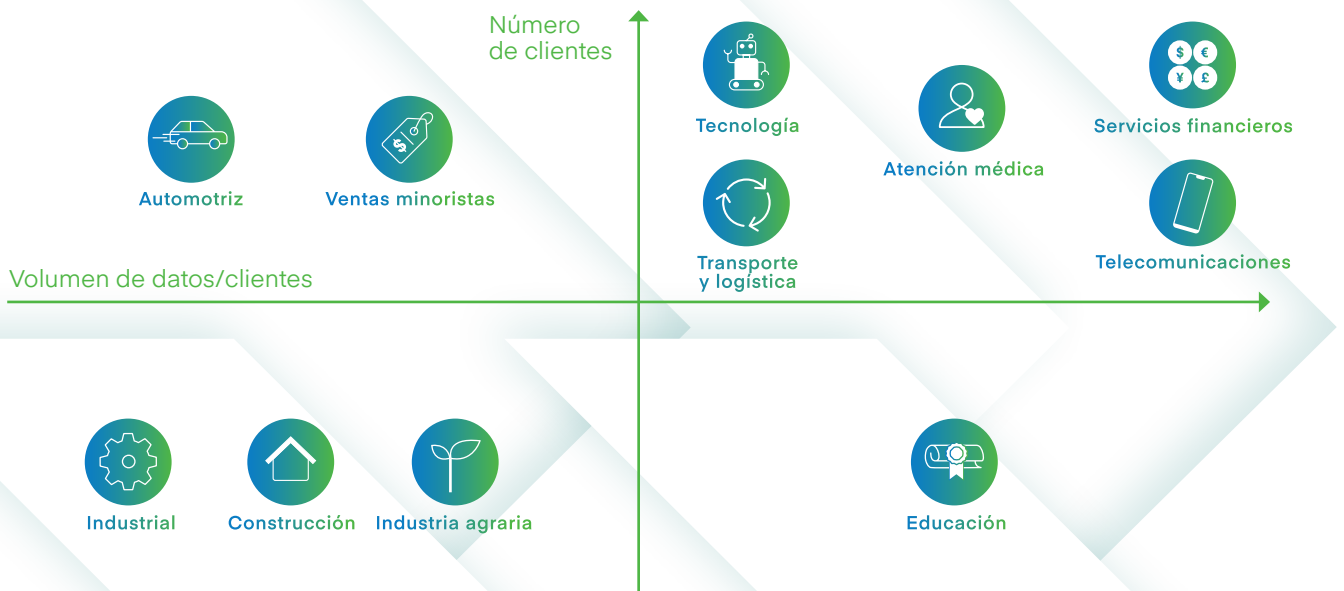 Número
de clientes
Tecnología
Servicios financieros
Atención médica
Automotriz
Ventas minoristas
Transporte
y logística
Telecomunicaciones
Volumen de datos/clientes
Industrial
Construcción
Industria agraria
Educación
$ €
¥ £
$